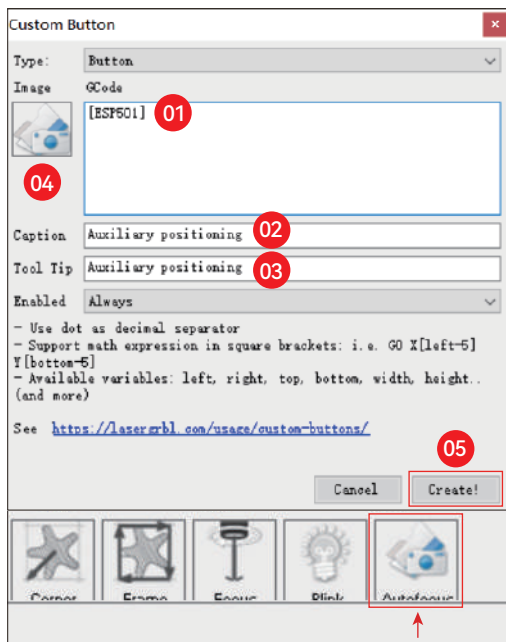 Custom Button
×
Type: Button
Image GCode
[ESP501] 01
04
Caption Auxiliary positioning 02
Tool Tip Auxiliary positioning 03
Enabled Always
- Use dot as decimal separator
- Support math expression in square brackets: i.e. G0 X[left-5]
Y[bottom-5]
- Available variables: left, right, top, bottom, width, height..
(and more)
See https://lasergrbl.com/usage/custom-buttons/
05
Cancel Create!
Corner Frame Focus Blink Autofocus